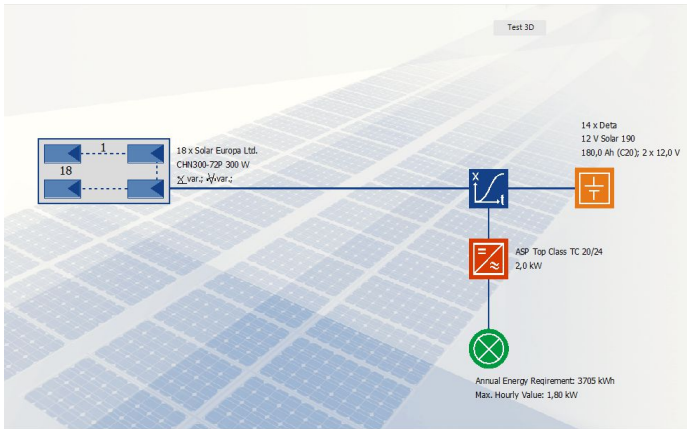 Test 3D
14 x Deta
12 V Solar 190
180,0 Ah (C20); 2 x 12,0 V
1
18
18 x Solar Europa Ltd.
CHN300-72P 300 W
var.; var.;
X
t
ASP Top Class TC 20/24
2,0 kW
Annual Energy Reqirement: 3705 kWh
Max. Hourly Value: 1,80 kW